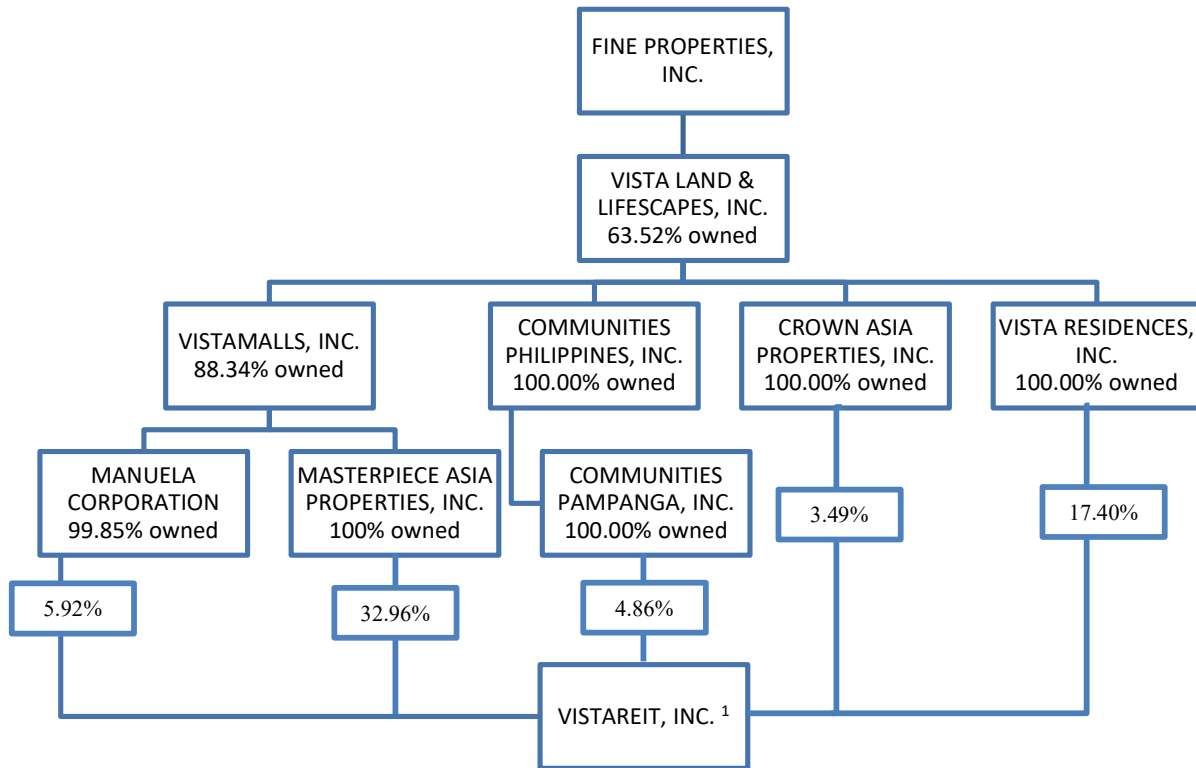 FINE PROPERTIES,
INC.
VISTA LAND &
LIFESCAPES, INC.
63.52% owned
VISTAMALLS, INC.
88.34% owned
COMMUNITIES
PHILIPPINES, INC.
100.00% owned
CROWN ASIA
PROPERTIES, INC.
100.00% owned
VISTA RESIDENCES,
INC.
100.00% owned
MANUELA
CORPORATION
99.85% owned
MASTERPIECE ASIA
PROPERTIES, INC.
100% owned
COMMUNITIES
PAMPANGA, INC.
100.00% owned
3.49%
17.40%
5.92%
32.96%
4.86%
VISTAREIT, INC. ¹